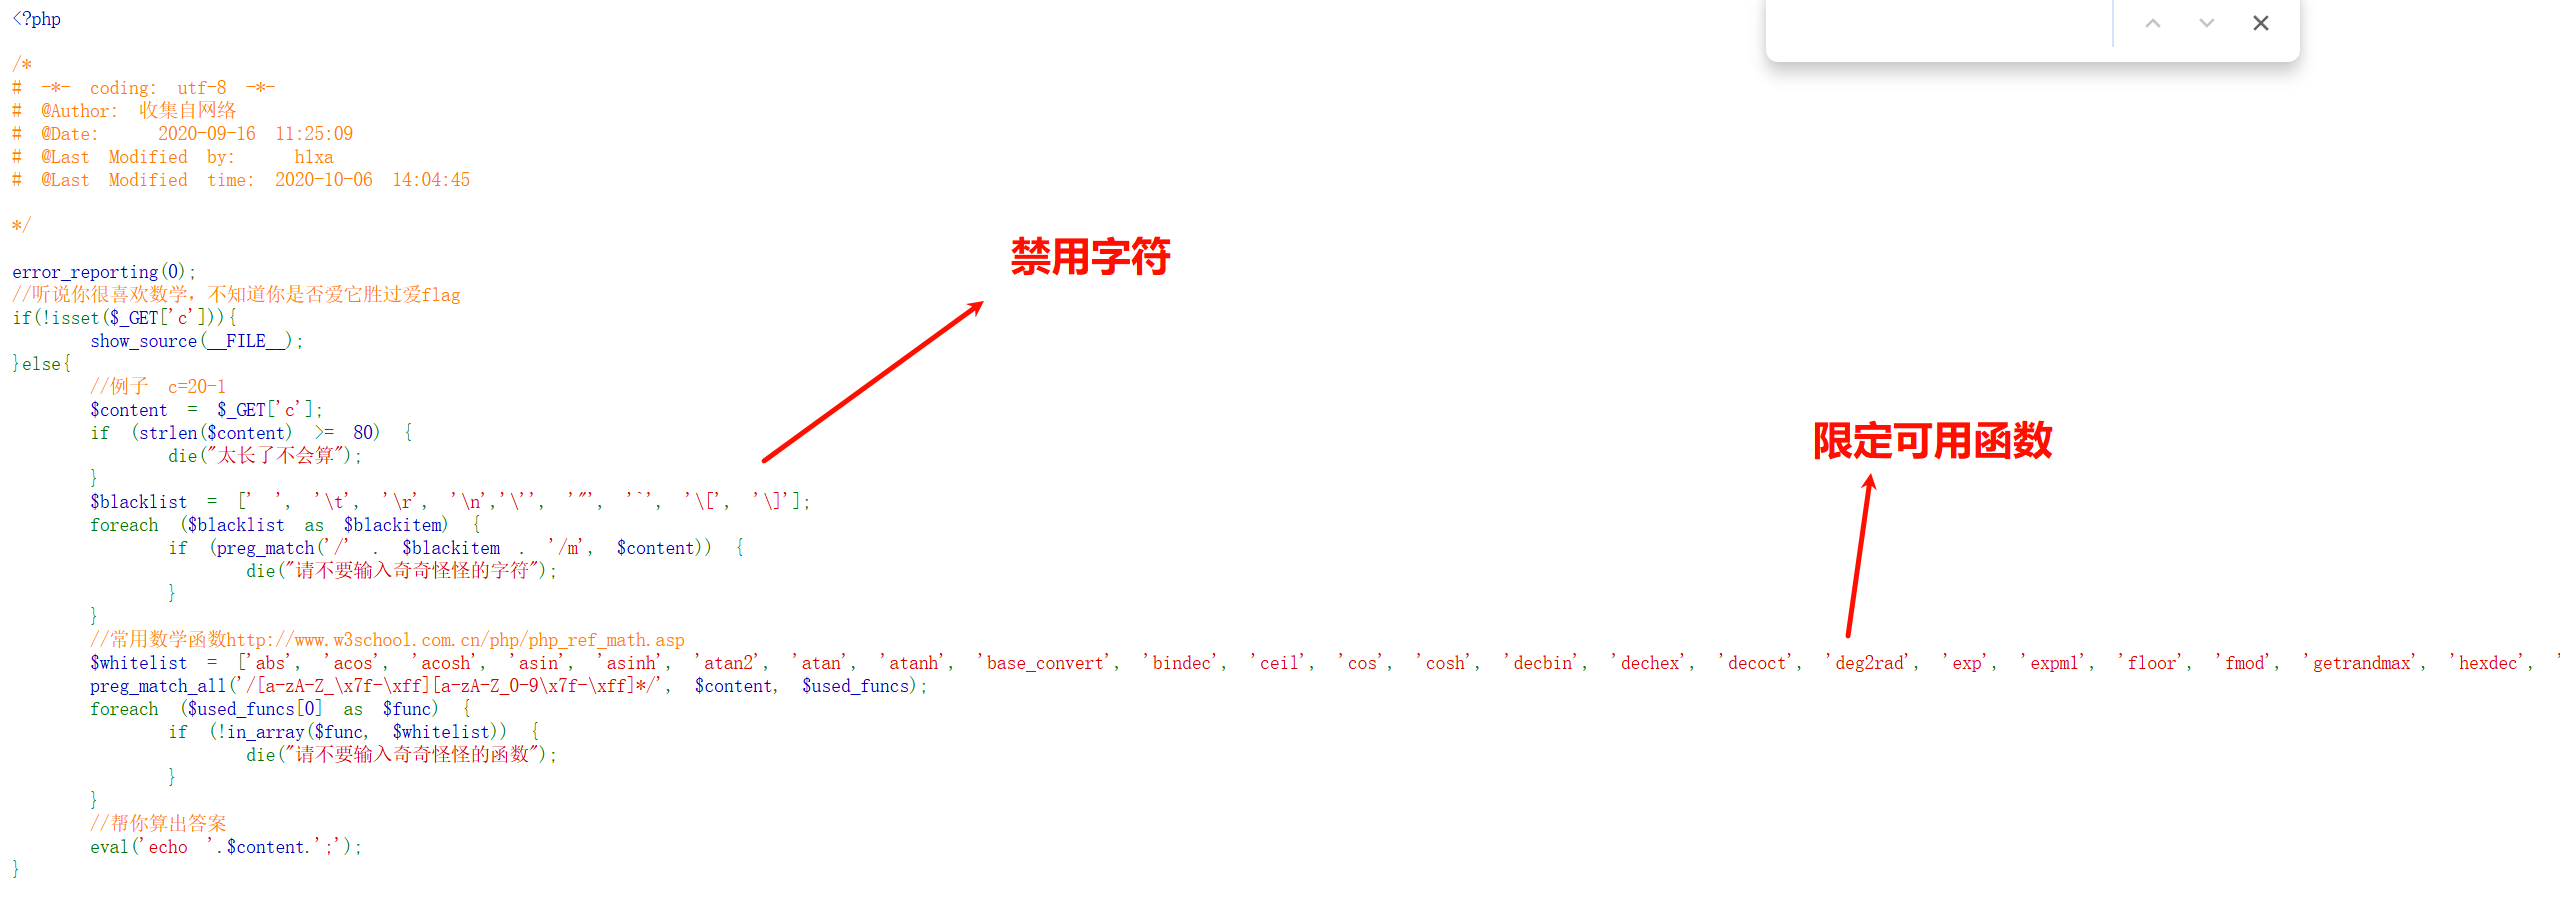 <?php
/*
# -*- coding: utf-8 -*-
# @Author: 收集自网络
# @Date: 2020-09-16 11:25:09
# @Last Modified by: h1xa
# @Last Modified time: 2020-10-06 14:04:45
*/
禁用字符
error_reporting(0);
//听说你很喜欢数学，不知道你是否爱它胜过爱flag
if(!isset($_GET['c'])){
show_source(__FILE__);
}else{
//例子 c=20-1
$content = $_GET['c'];
if (strlen($content) >= 80) {
限定可用函数
die("太长了不会算");
}
$blacklist = [' ', '\t', '\r', '\n','\'', '"', '`', '\[', '\]'];
foreach ($blacklist as $blackitem) {
if (preg_match('/' . $blackitem . '/m', $content)) {
die("请不要输入奇奇怪怪的字符");
}
}
//常用数学函数http://www.w3school.com.cn/php/php_ref_math.asp
$whitelist = ['abs', 'acos', 'acosh', 'asin', 'asinh', 'atan2', 'atan', 'atanh', 'base_convert', 'bindec', 'ceil', 'cos', 'cosh', 'decbin', 'dechex', 'decoct', 'deg2rad', 'exp', 'expm1', 'floor', 'fmod', 'getrandmax', 'hexdec', '
preg_match_all('/[a-zA-Z_\x7f-\xff][a-zA-Z_0-9\x7f-\xff]*/', $content, $used_funcs);
foreach ($used_funcs[0] as $func) {
if (!in_array($func, $whitelist)) {
die("请不要输入奇奇怪怪的函数");
}
}
//帮你算出答案
eval('echo '.$content.';');
}